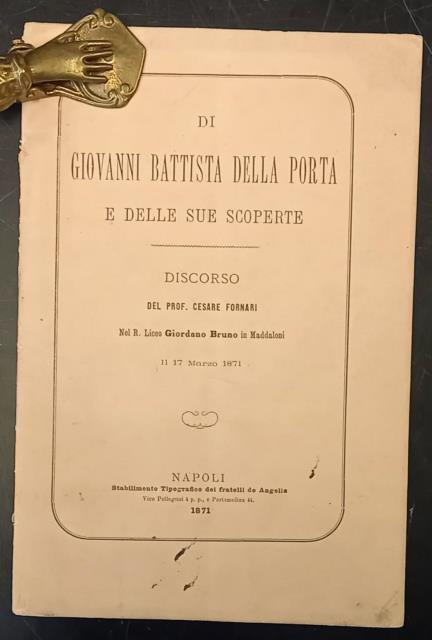 DI
GIOVANNI BATTISTA DELLA PORTA
E DELLE SUE SCOPERTE
DISCORSO
DEL PROF. CESARE FORNARI
Nel R. Liceo Giordano Bruno in Maddaloni
Il 17 Marzo 1871
NAPOLI
Stabilimento Tipografico dei fratelli de Angelis
Vico Pellegrini 4 p. p., e Portamedina 44.
1871